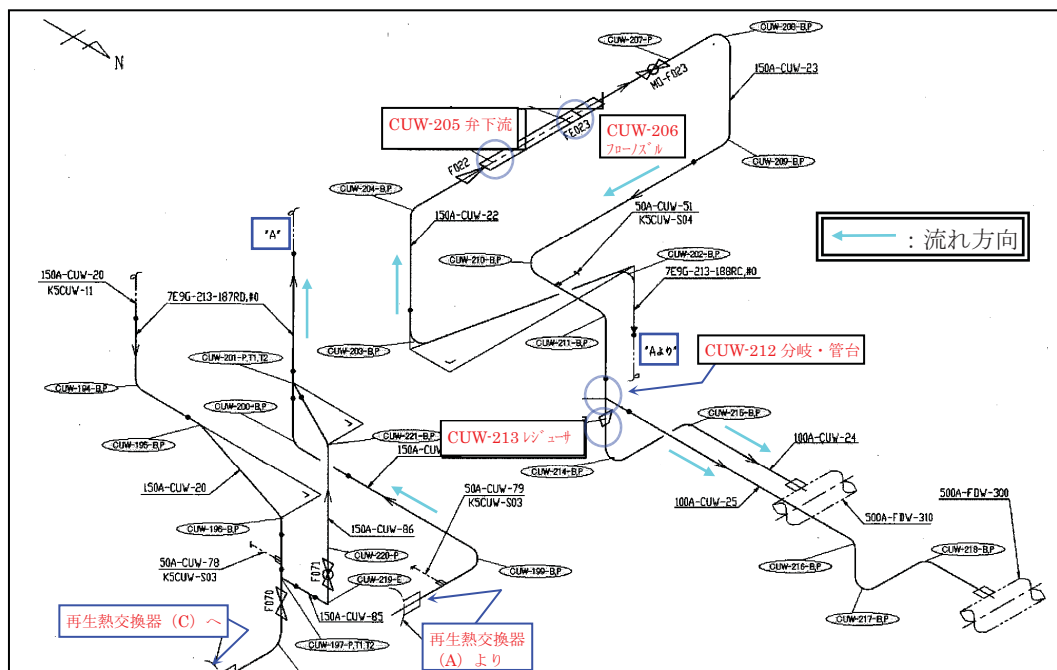 N
CUW-208-B,P
CUW-207-P
MO-F023
150A-CUW-23
CUW-205 弁下流
FE023
CUW-206
フローノズル
F022
CUW-209-B,P
CUW-204-B,P
50A-CUW-51
K5CUW-S04
"A"
150A-CUW-22
：流れ方向
CUW-202-B,P
CUW-210-B,P
150A-CUW-20
K5CUW-11
7E9G-213-188RC,#0
7E9G-213-187RD,#0
CUW-203-B,P
CUW-211-B,P
"Aより"
CUW-212 分岐・管台
CUW-201-P,T1,T2
CUW-194-B,P
CUW-200-B,P
CUW-215-B,P
CUW-195-B,P
CUW-221-B,P
CUW-213 レジューサ
100A-CUW-24
150A-CUW
CUW-214-B,P
150A-CUW-20
50A-CUW-79
K5CUW-S03
100A-CUW-25
500A-FDW-300
500A-FDW-310
CUW-196-B,P
150A-CUW-86
50A-CUW-78
K5CUW-S03
CUW-220-P
F071
CUW-199-B,P
CUW-216-B,P
CUW-218-B,P
CUW-219-E
F070
150A-CUW-85
再生熱交換器（C）へ
CUW-197-P,T1,T2
再生熱交換器
（A）より
CUW-217-B,P